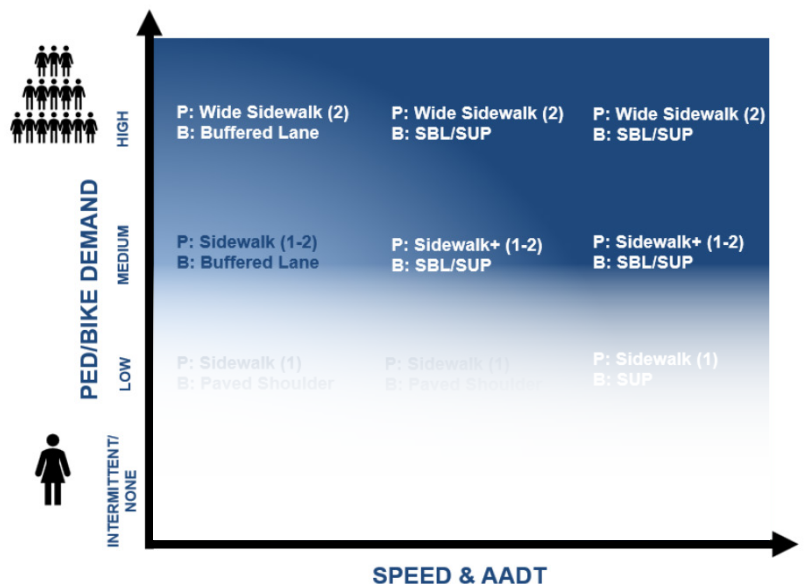 HIGH
P: Wide Sidewalk (2)
B: Buffered Lane
P: Wide Sidewalk (2)
B: SBL/SUP
P: Wide Sidewalk (2)
B: SBL/SUP
PED/BIKE DEMAND
MEDIUM
P: Sidewalk (1-2)
B: Buffered Lane
P: Sidewalk+ (1-2)
B: SBL/SUP
P: Sidewalk+ (1-2)
B: SBL/SUP
LOW
P: Sidewalk (1)
B: Paved Shoulder
P: Sidewalk (1)
B: Paved Shoulder
P: Sidewalk (1)
B: SUP
INTERMITTENT/
NONE
SPEED & AADT